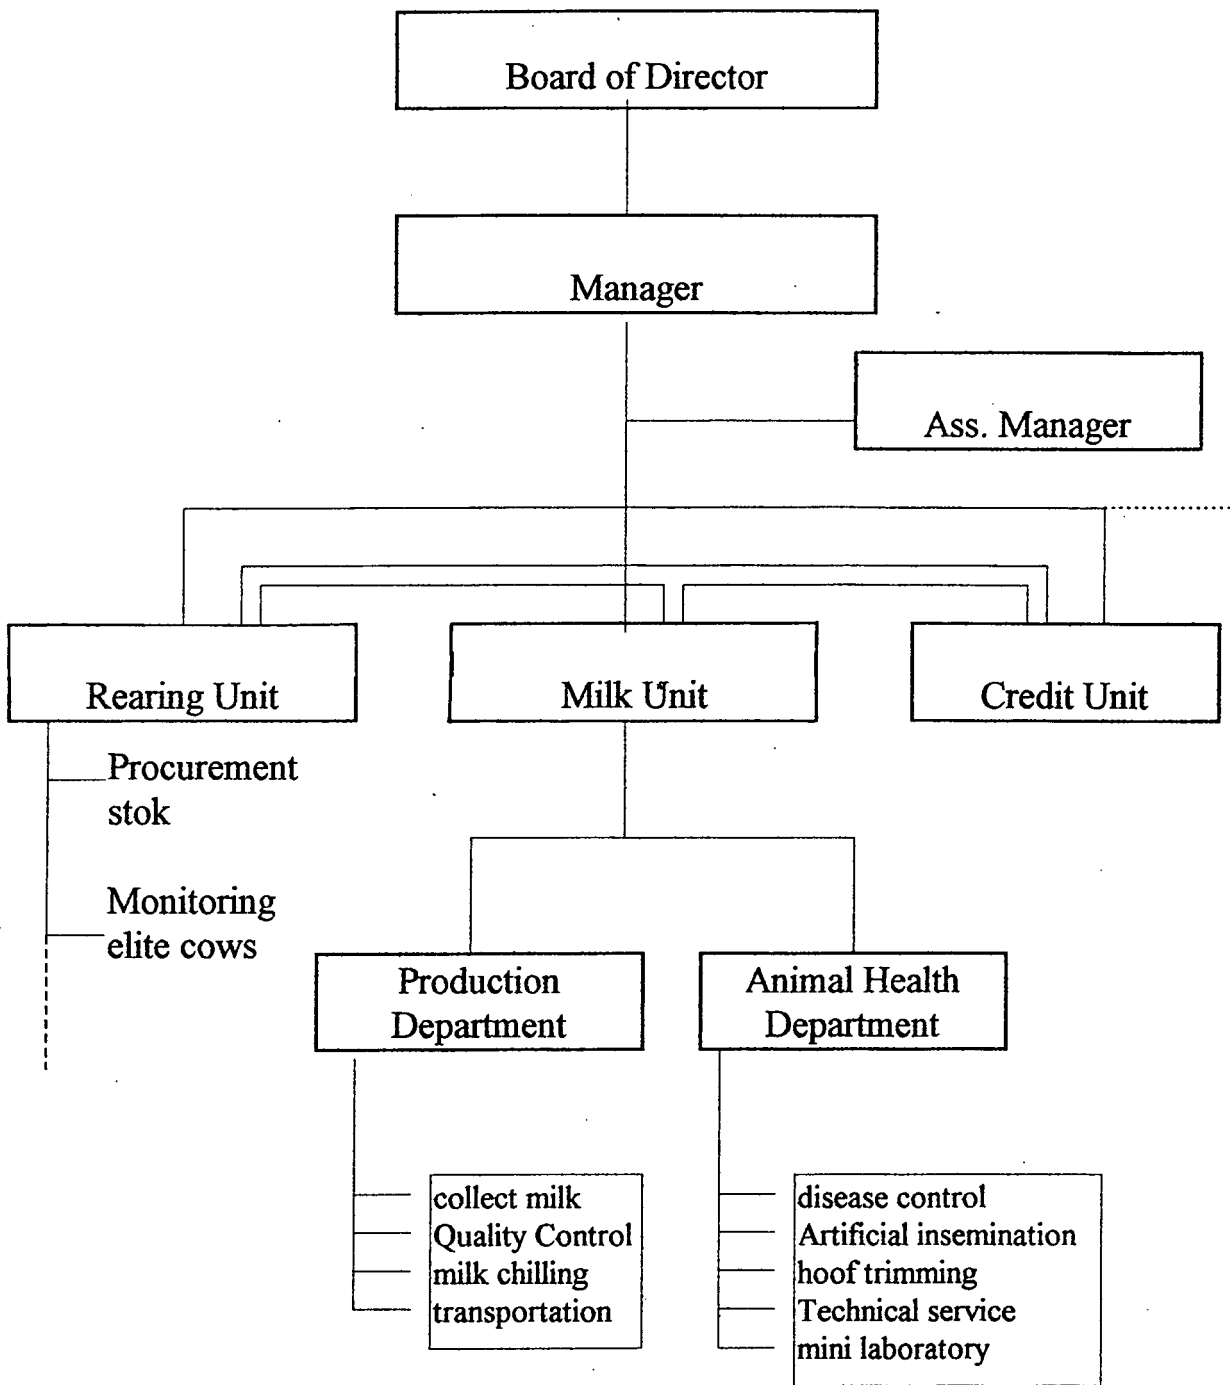 Board of Director
Manager
Ass. Manager
Rearing Unit
Milk Unit
Credit Unit
Procurement
stok
Monitoring
elite cows
Production
Department
Animal Health
Department
collect milk
Quality Control
milk chilling
transportation
disease control
Artificial insemination
hoof trimming
Technical service
mini laboratory